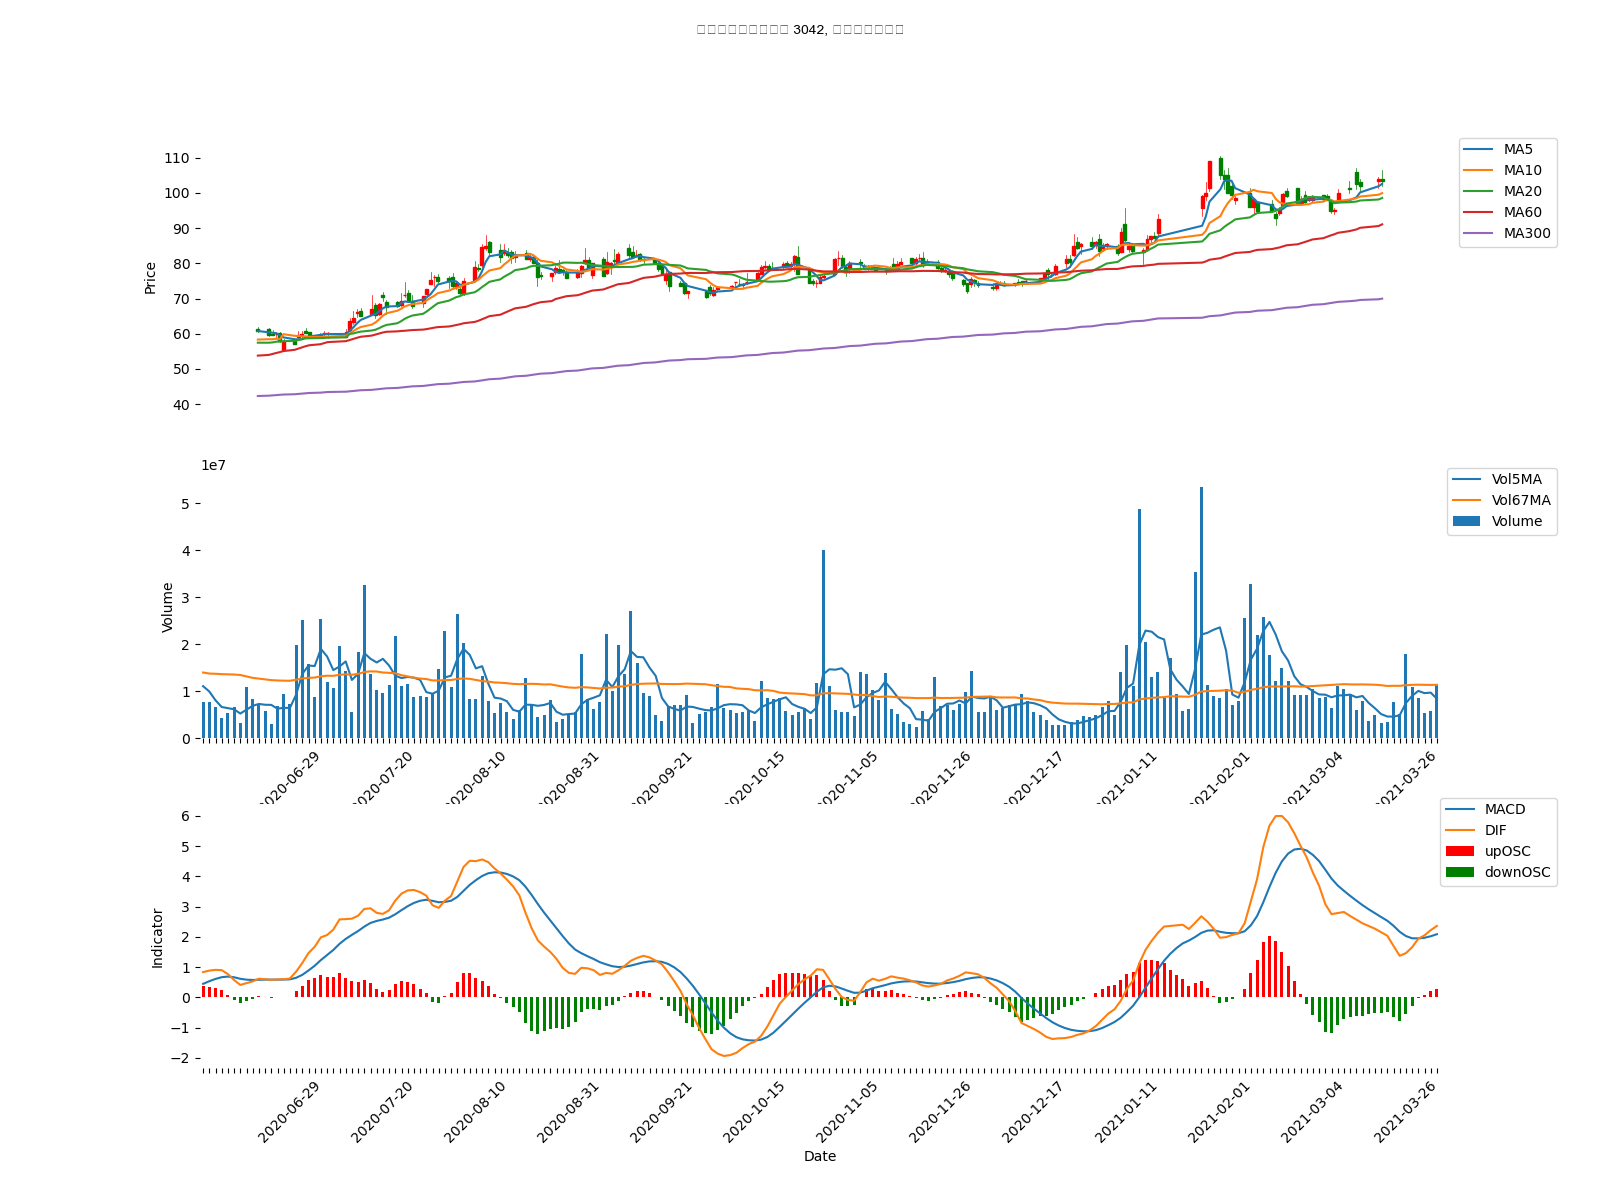 3042,
110
100
90
80
70
60
50
40
Price
MA5
MA10
MA20
MA60
MA300
1e7
5
4
3
2
1
0
Volume
Vol5MA
Vol67MA
Volume
2020-06-29
2020-07-20
2020-08-10
2020-08-31
2020-09-21
2020-10-15
2020-11-05
2020-11-26
2020-12-17
2021-01-11
2021-02-01
2021-03-04
2021-03-26
6
5
4
3
2
1
0
−1
−2
Indicator
MACD
DIF
upOSC
downOSC
2020-06-29
2020-07-20
2020-08-10
2020-08-31
2020-09-21
2020-10-15
2020-11-05
2020-11-26
2020-12-17
2021-01-11
2021-02-01
2021-03-04
2021-03-26
Date